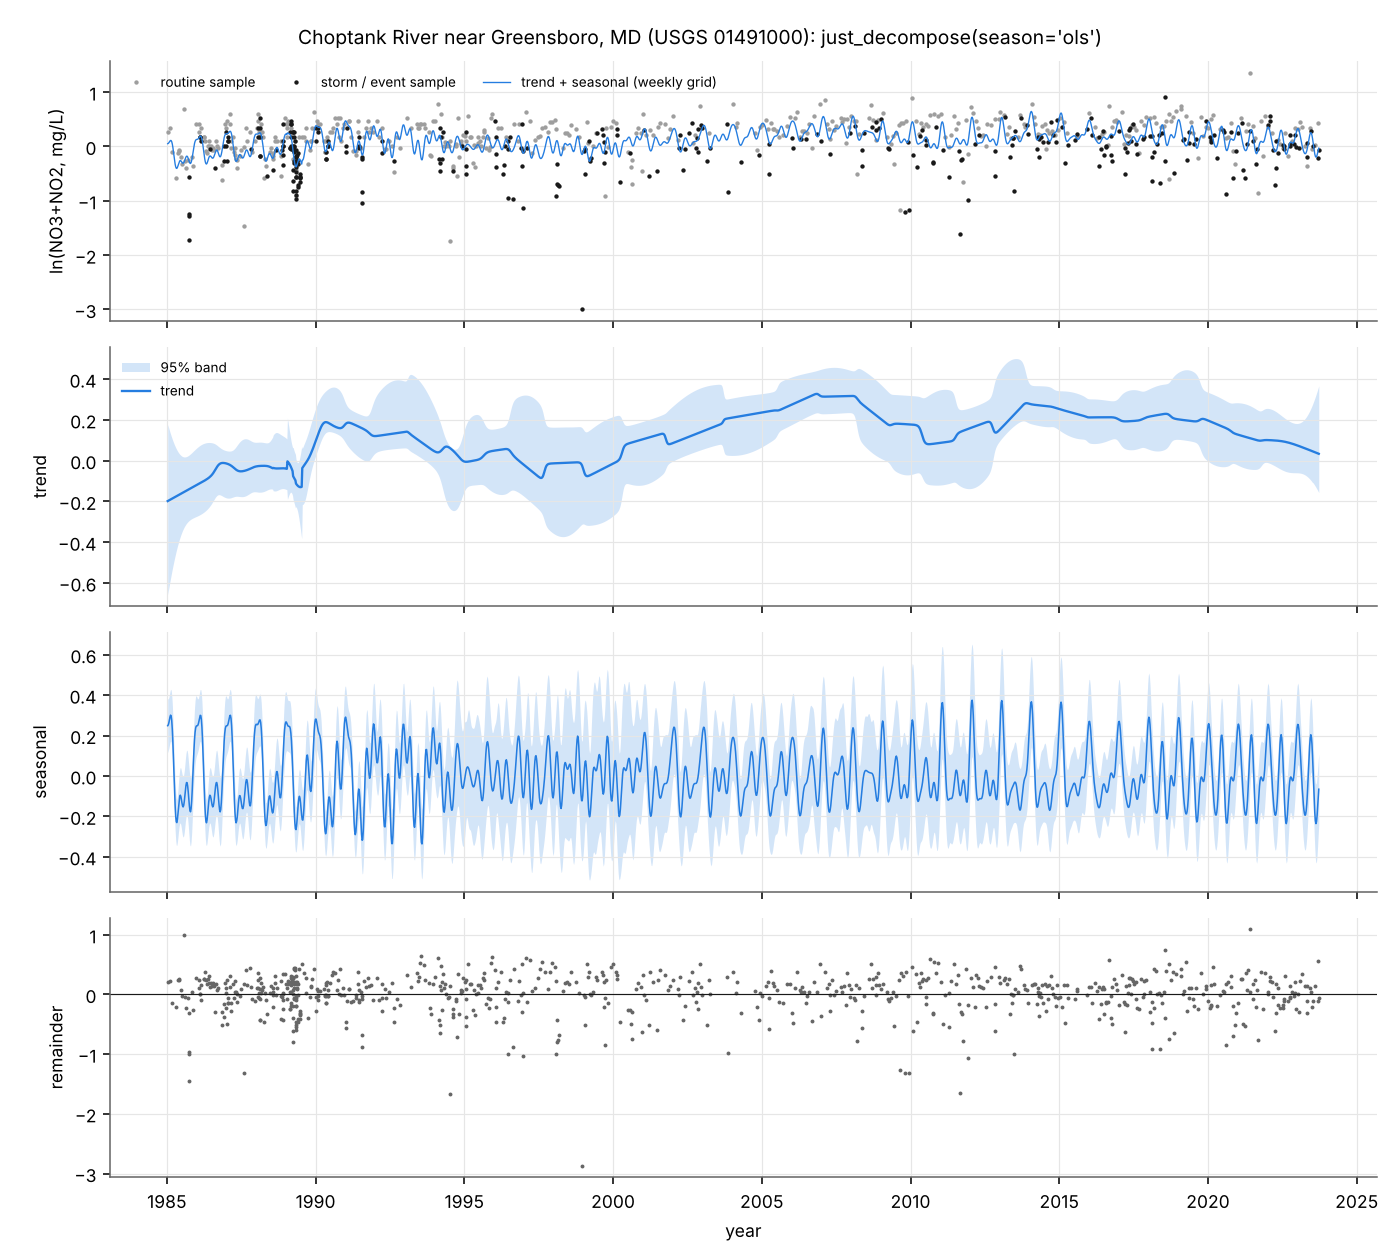 Choptank River near Greensboro, MD (USGS 01491000): just_decompose(season='ols')
routine sample
storm / event sample
trend + seasonal (weekly grid)
ln(NO3+NO2, mg/L)
1
0
−1
−2
−3
95% band
trend
trend
0.4
0.2
0.0
−0.2
−0.4
−0.6
seasonal
0.6
0.4
0.2
0.0
−0.2
−0.4
remainder
1
0
−1
−2
−3
1985
1990
1995
2000
2005
2010
2015
2020
2025
year